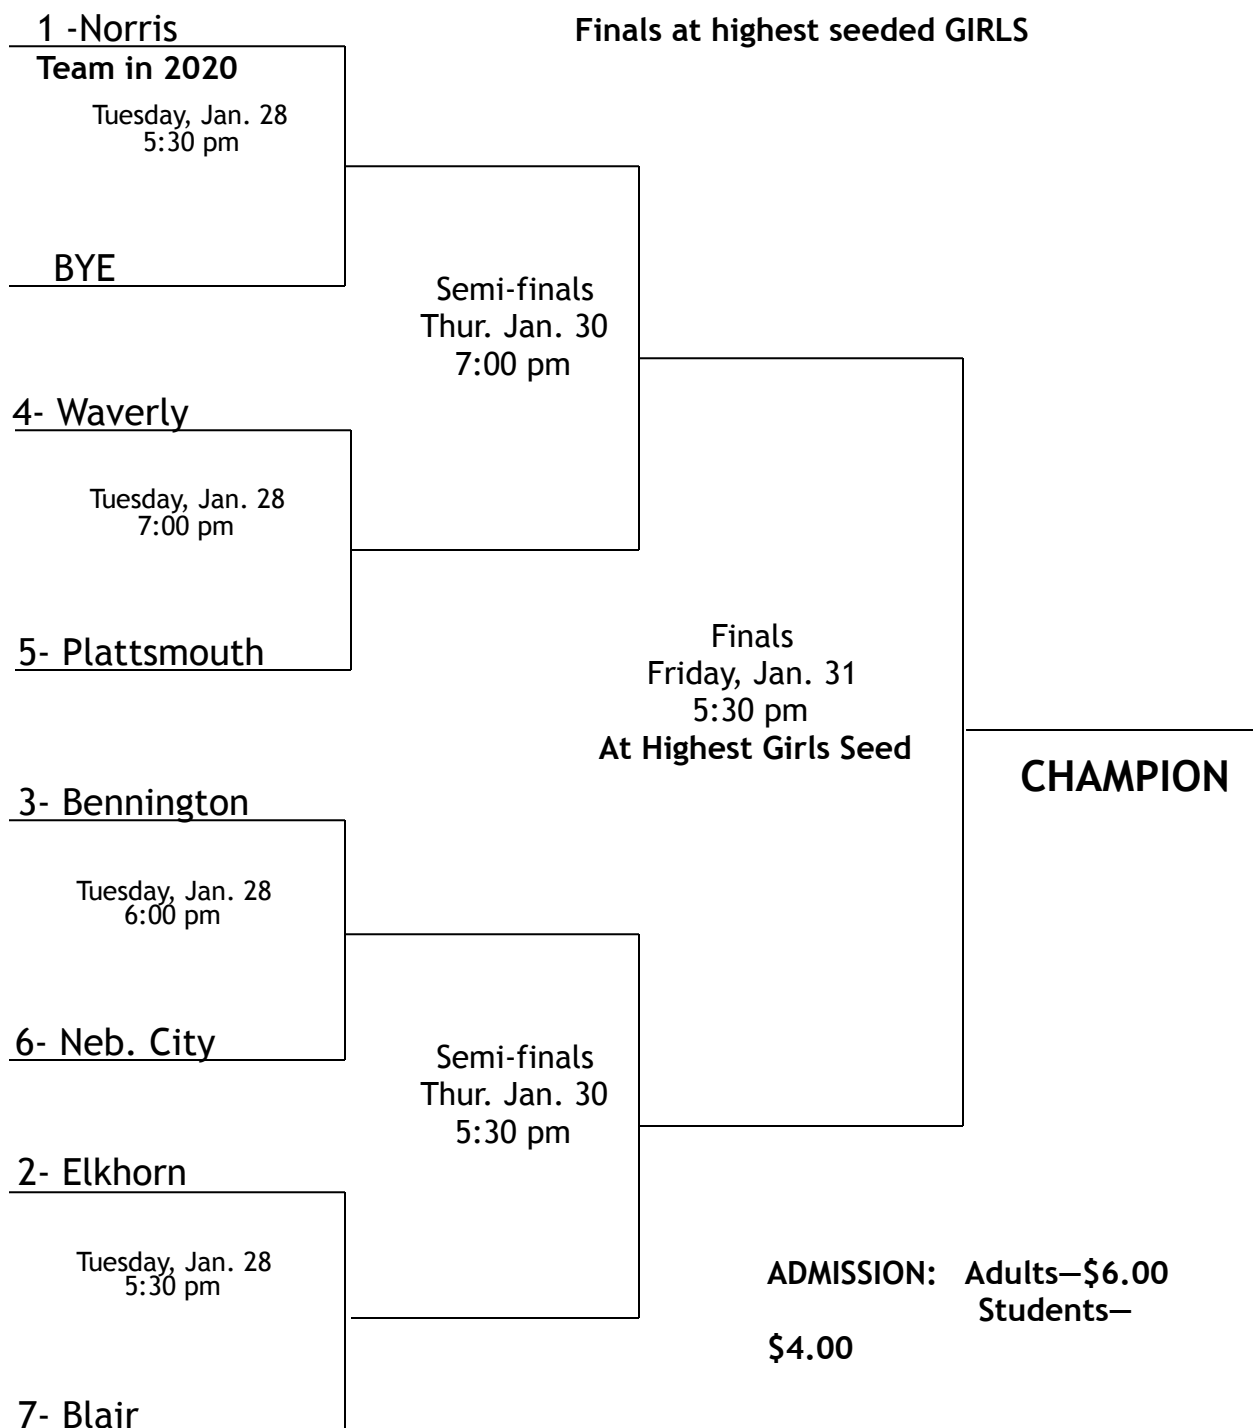 1 -Norris
Finals at highest seeded GIRLS
Team in 2020
Tuesday, Jan. 28
5:30 pm
BYE
Semi-finals
Thur. Jan. 30
7:00 pm
4- Waverly
Tuesday, Jan. 28
7:00 pm
5- Plattsmouth
Finals
Friday, Jan. 31
5:30 pm
At Highest Girls Seed
CHAMPION
3- Bennington
Tuesday, Jan. 28
6:00 pm
6- Neb. City
Semi-finals
Thur. Jan. 30
5:30 pm
2- Elkhorn
Tuesday, Jan. 28
5:30 pm
ADMISSION: Adults—$6.00
Students—
$4.00
7- Blair